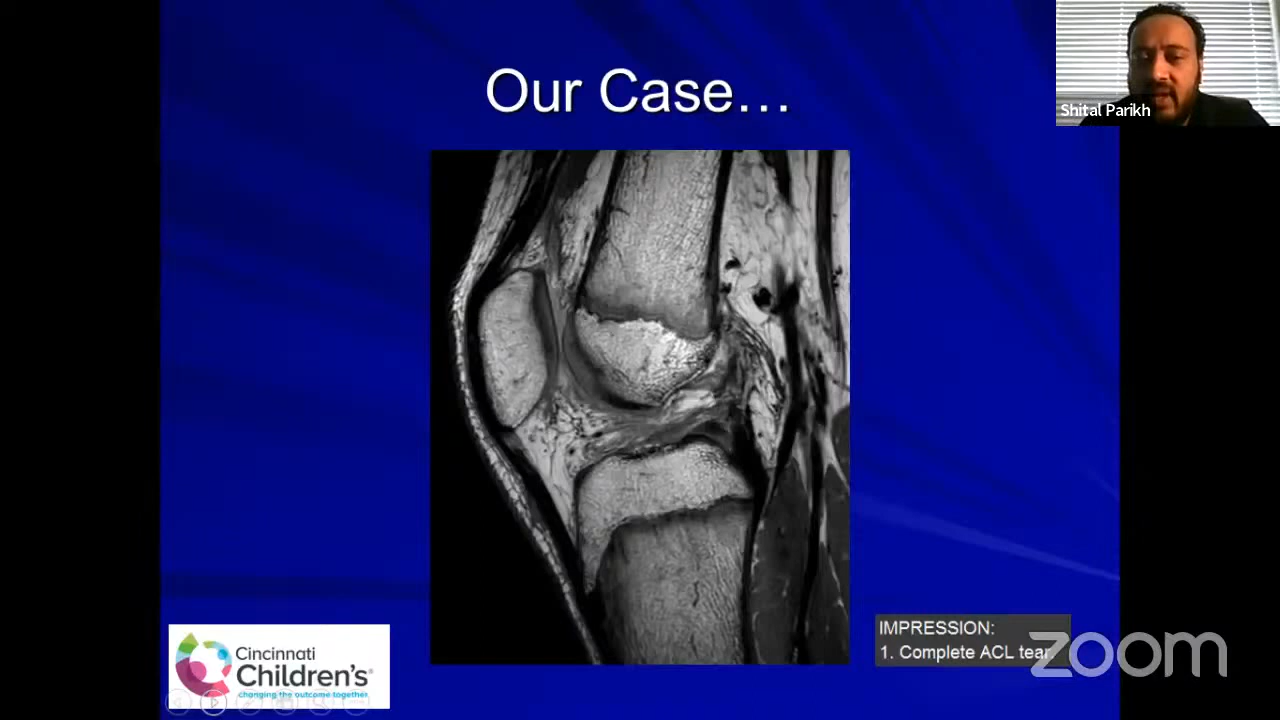 Our Case…
Shital Parikh
Cincinnati
Children's®
changing the outcome together
IMPRESSION:
1. Complete ACL tear.
zoom